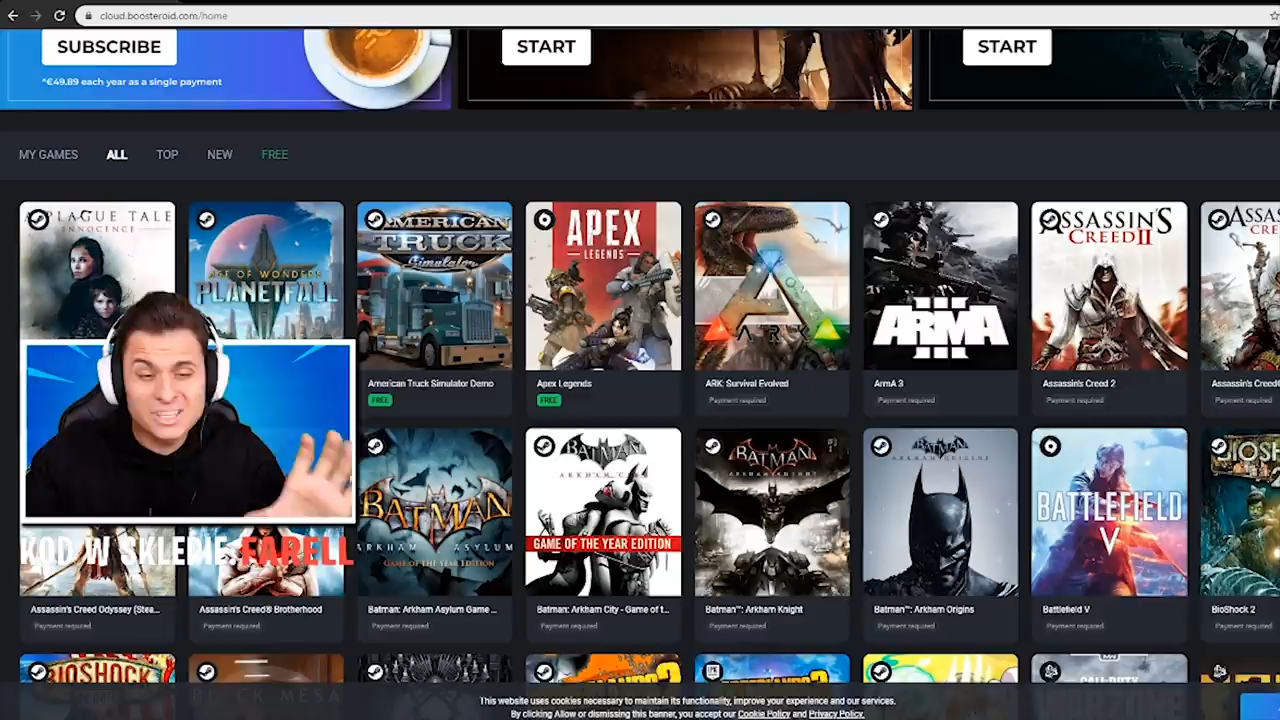 cloud.boosteroid.com/home
SUBSCRIBE
START
START
*€49.89 each year as a single payment
MY GAMES
ALL
TOP
NEW
FREE
PLAGUE TALE
INNOCENCE
AGE OF WONDERS
PLANETFALL
AMERICAN
TRUCK
Simulator
APEX
LEGENDS
ARK
ARMA
III
ASSASSIN'S
CREED II
ASSAS
CREE
American Truck Simulator Demo
FREE
Apex Legends
FREE
ARK: Survival Evolved
Payment required
ArmA 3
Payment required
Assassin's Creed 2
Payment required
Assassin's Creed
Payment required
BATMAN
ARKHAM ASYLUM
GAME OF THE YEAR EDITION
BATMAN
ARKHAM CITY
GAME OF THE YEAR EDITION
BATMAN
ARKHAM KNIGHT
BATMAN
ARKHAM ORIGINS
BATTLEFIELD
V
BIOSH
KOD W SKLEPIE: FARELL
Assassin's Creed Odyssey (Stea...
Payment required
Assassin's Creed® Brotherhood
Payment required
Batman: Arkham Asylum Game ...
Payment required
Batman: Arkham City - Game of t...
Payment required
Batman™: Arkham Knight
Payment required
Batman™: Arkham Origins
Payment required
Battlefield V
Payment required
BioShock 2
Payment required
BIOSHOCK
BLACK MESA
This website uses cookies necessary to maintain its functionality, improve your experience and our services.
By clicking Allow or dismissing this banner, you accept our Cookie Policy and Privacy Policy.